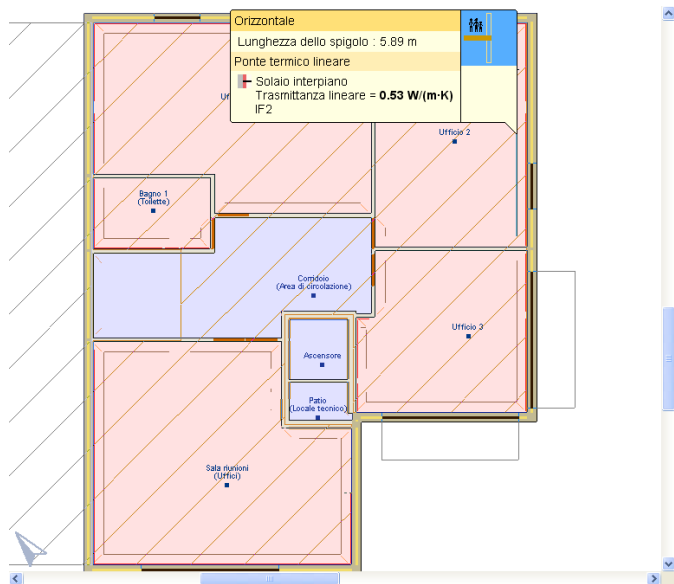 Orizzontale
Lunghezza dello spigolo : 5.89 m
Ponte termico lineare
Solaio interpiano
Trasmittanza lineare = 0.53 W/(m·K)
IF2
Uf
Ufficio 2
Bagno 1
(Toilette)
Corridoio
(Area di circolazione)
Ufficio 3
Ascensore
Patio
(Locale tecnico)
Sala riunioni
(Uffici)